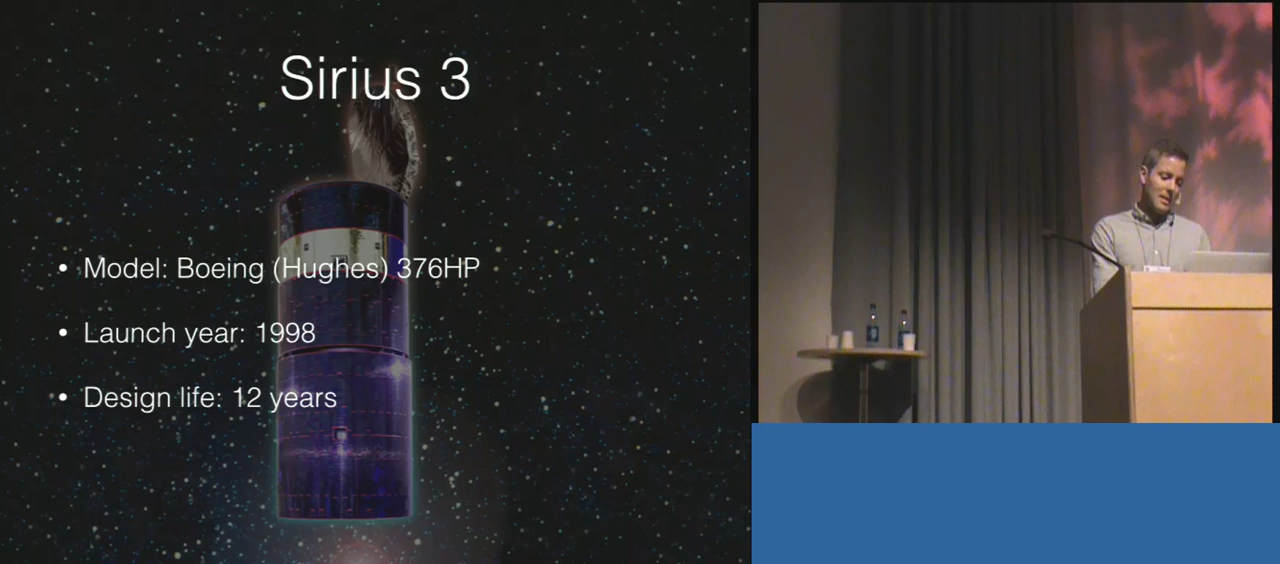 Sirius 3
• Model: Boeing (Hughes) 376HP
• Launch year: 1998
• Design life: 12 years